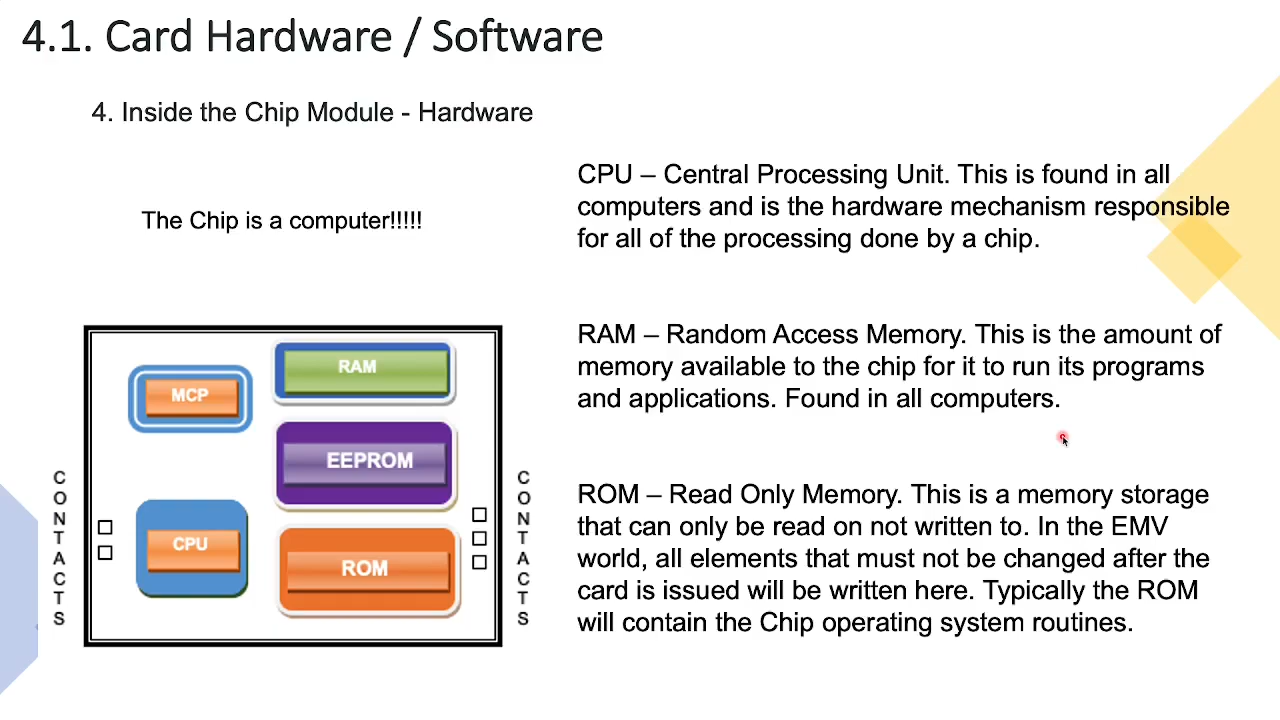 4.1. Card Hardware / Software
4. Inside the Chip Module - Hardware
The Chip is a computer!!!!!
CPU – Central Processing Unit. This is found in all
computers and is the hardware mechanism responsible
for all of the processing done by a chip.
RAM – Random Access Memory. This is the amount of
memory available to the chip for it to run its programs
and applications. Found in all computers.
ROM – Read Only Memory. This is a memory storage
that can only be read on not written to. In the EMV
world, all elements that must not be changed after the
card is issued will be written here. Typically the ROM
will contain the Chip operating system routines.
CONTACTS
MCP
CPU
RAM
EEPROM
ROM
CONTACTS